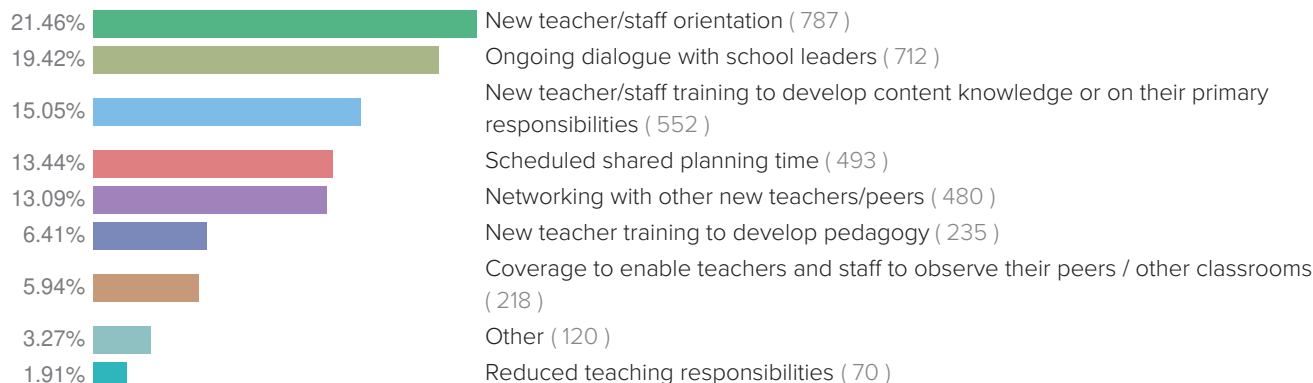 21.46% New teacher/staff orientation ( 787 )
19.42% Ongoing dialogue with school leaders ( 712 )
New teacher/staff training to develop content knowledge or on their primary
15.05% responsibilities ( 552 )
13.44% Scheduled shared planning time ( 493 )
13.09% Networking with other new teachers/peers ( 480 )
6.41% New teacher training to develop pedagogy ( 235 )
Coverage to enable teachers and staff to observe their peers / other classrooms
5.94% ( 218 )
3.27% Other ( 120 )
1.91% Reduced teaching responsibilities ( 70 )